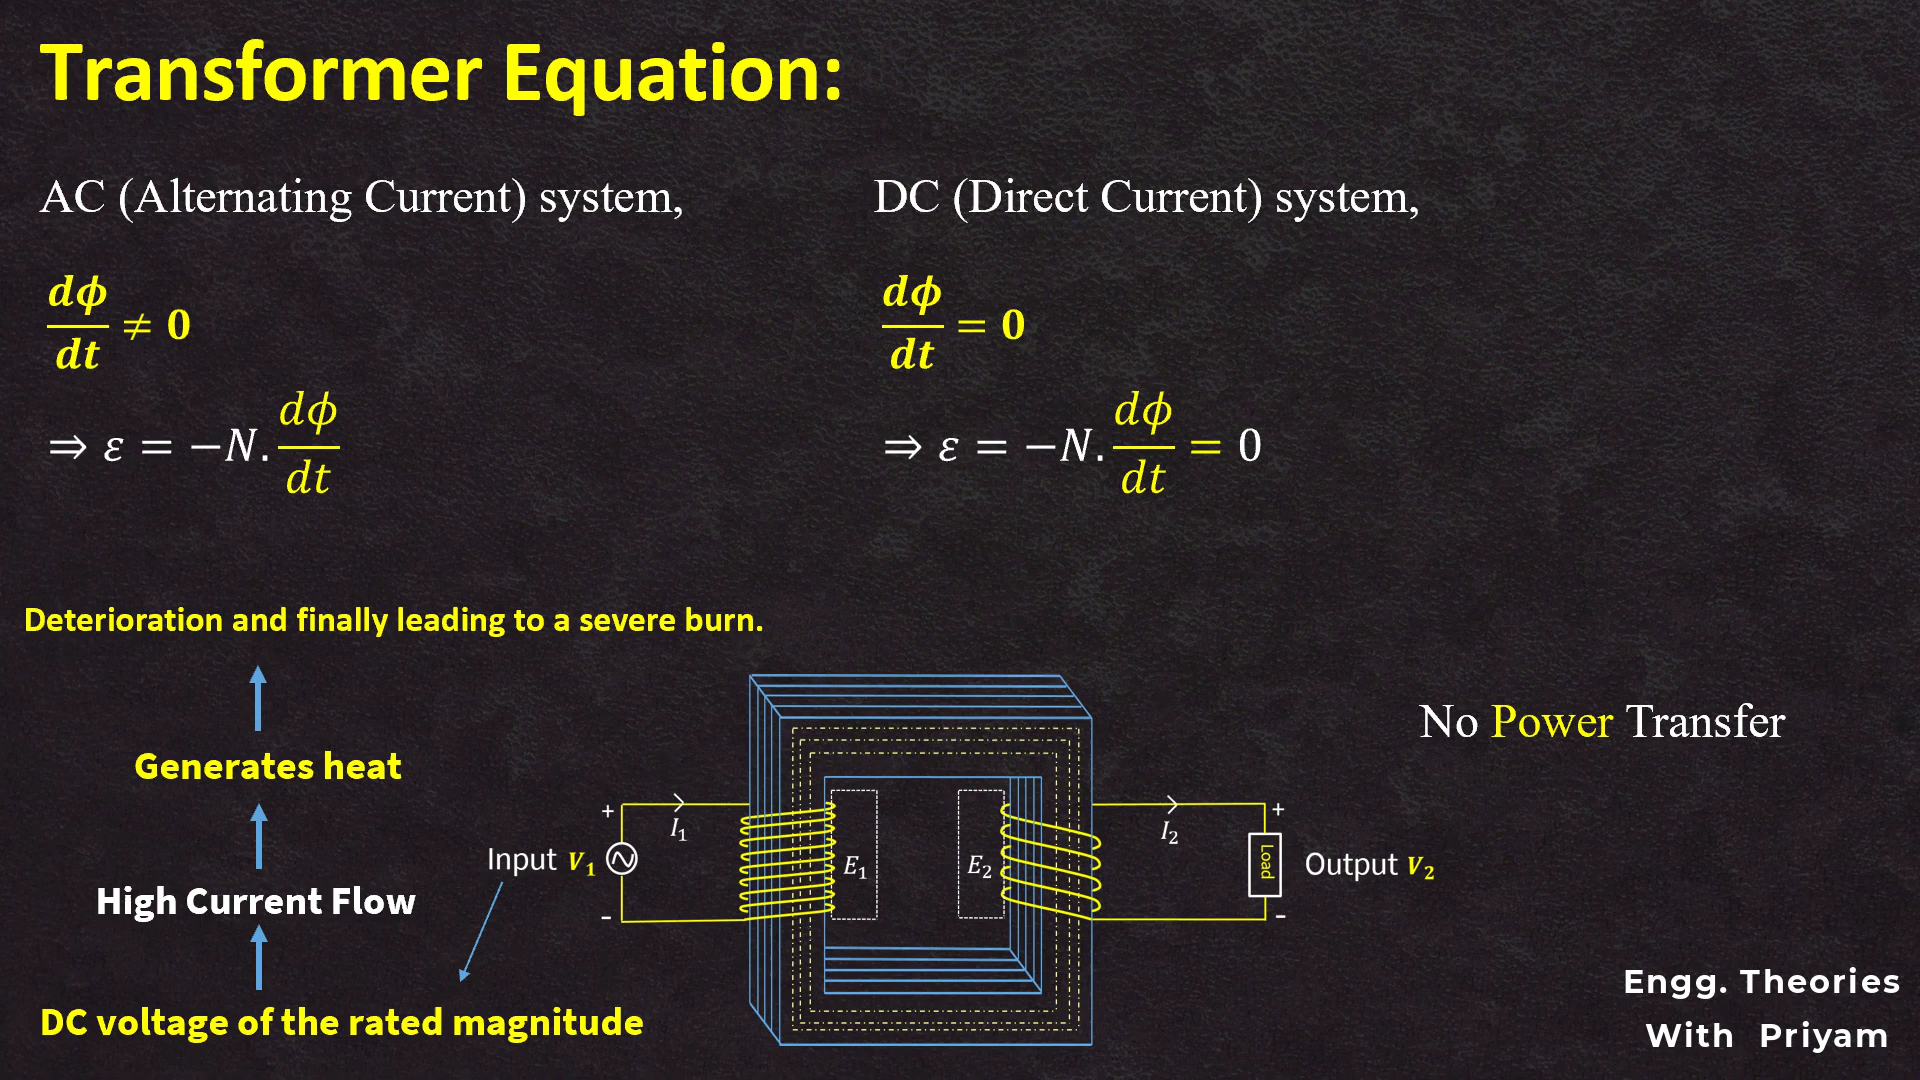 Transformer Equation:
AC (Alternating Current) system,
dϕ
dt
≠ 0
⇒ ε = −N. dϕ
dt
DC (Direct Current) system,
dϕ
dt
= 0
⇒ ε = −N. dϕ
dt
= 0
Deterioration and finally leading to a severe burn.
Generates heat
High Current Flow
DC voltage of the rated magnitude
Input V₁
+
-
I₁
E₁
E₂
I₂
+
-
Load
Output V₂
No Power Transfer
Engg. Theories
With Priyam